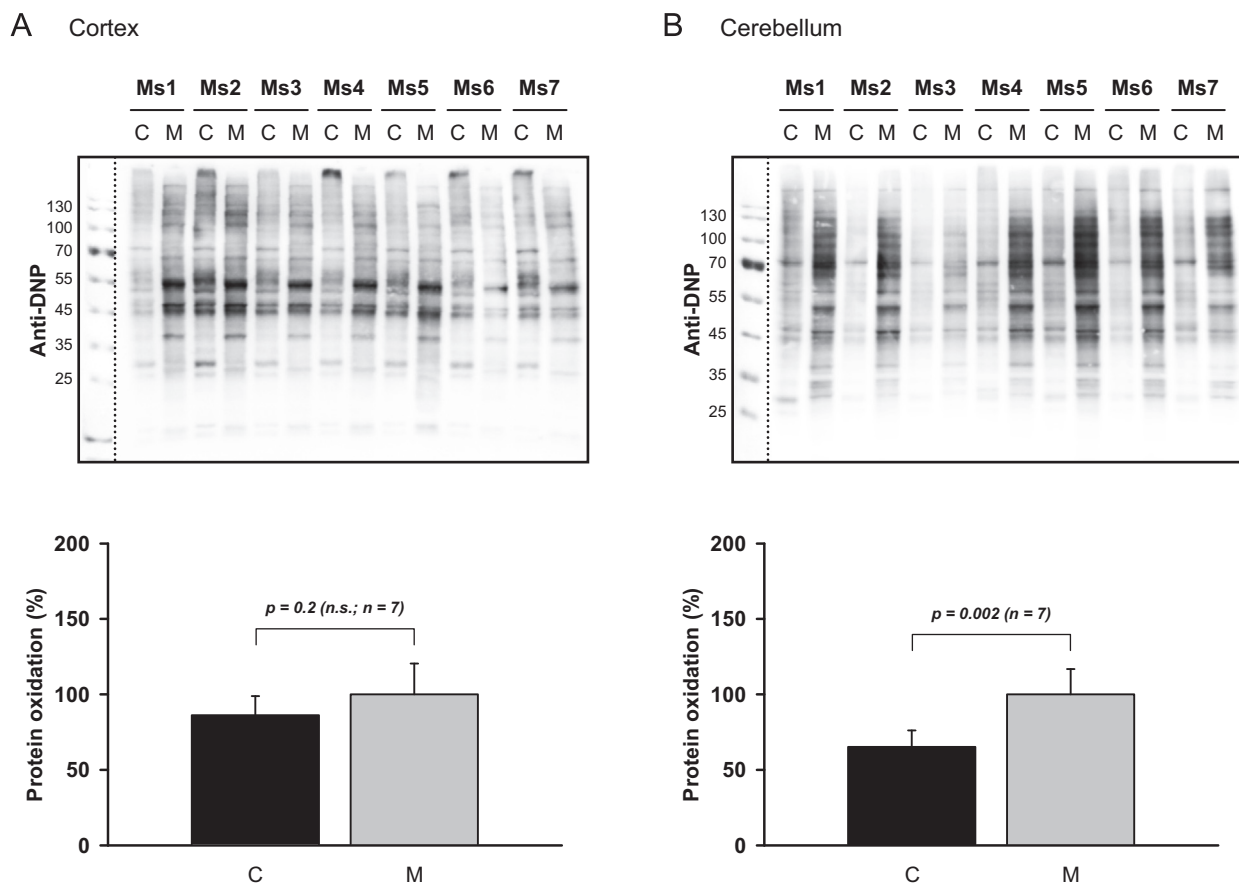 A Cortex
Ms1 Ms2 Ms3 Ms4 Ms5 Ms6 Ms7
C M C M C M C M C M C M C M
Anti-DNP
130
100
70
55
45
35
25
200
150
100
50
0
Protein oxidation (%)
p = 0.2 (n.s.; n = 7)
C M
B Cerebellum
Ms1 Ms2 Ms3 Ms4 Ms5 Ms6 Ms7
C M C M C M C M C M C M C M
Anti-DNP
130
100
70
55
45
35
25
200
150
100
50
0
Protein oxidation (%)
p = 0.002 (n = 7)
C M